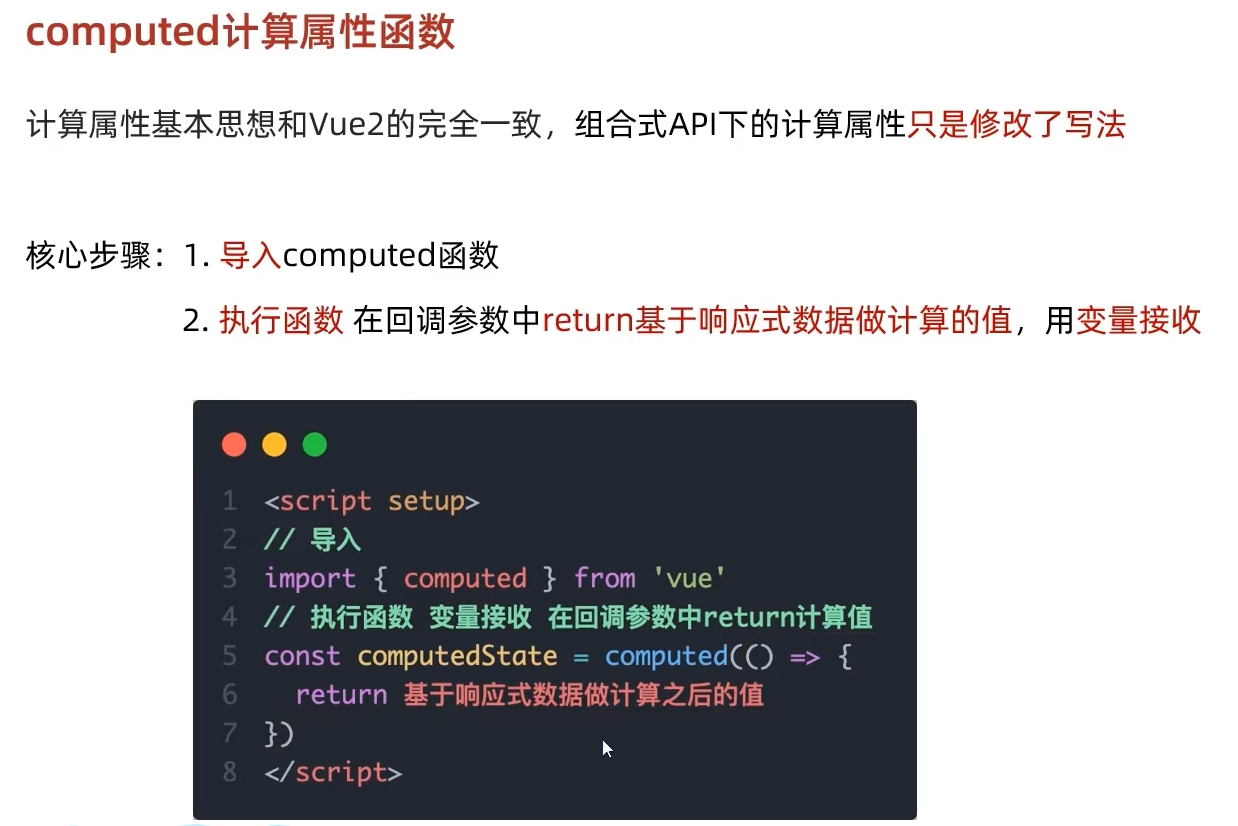 computed计算属性函数
计算属性基本思想和Vue2的完全一致，组合式API下的计算属性只是修改了写法
核心步骤：1. 导入computed函数
2. 执行函数 在回调参数中return基于响应式数据做计算的值，用变量接收
1 <script setup>
2 // 导入
3 import { computed } from 'vue'
4 // 执行函数 变量接收 在回调参数中return计算值
5 const computedState = computed(() => {
6   return 基于响应式数据做计算之后的值
7 })
8 </script>